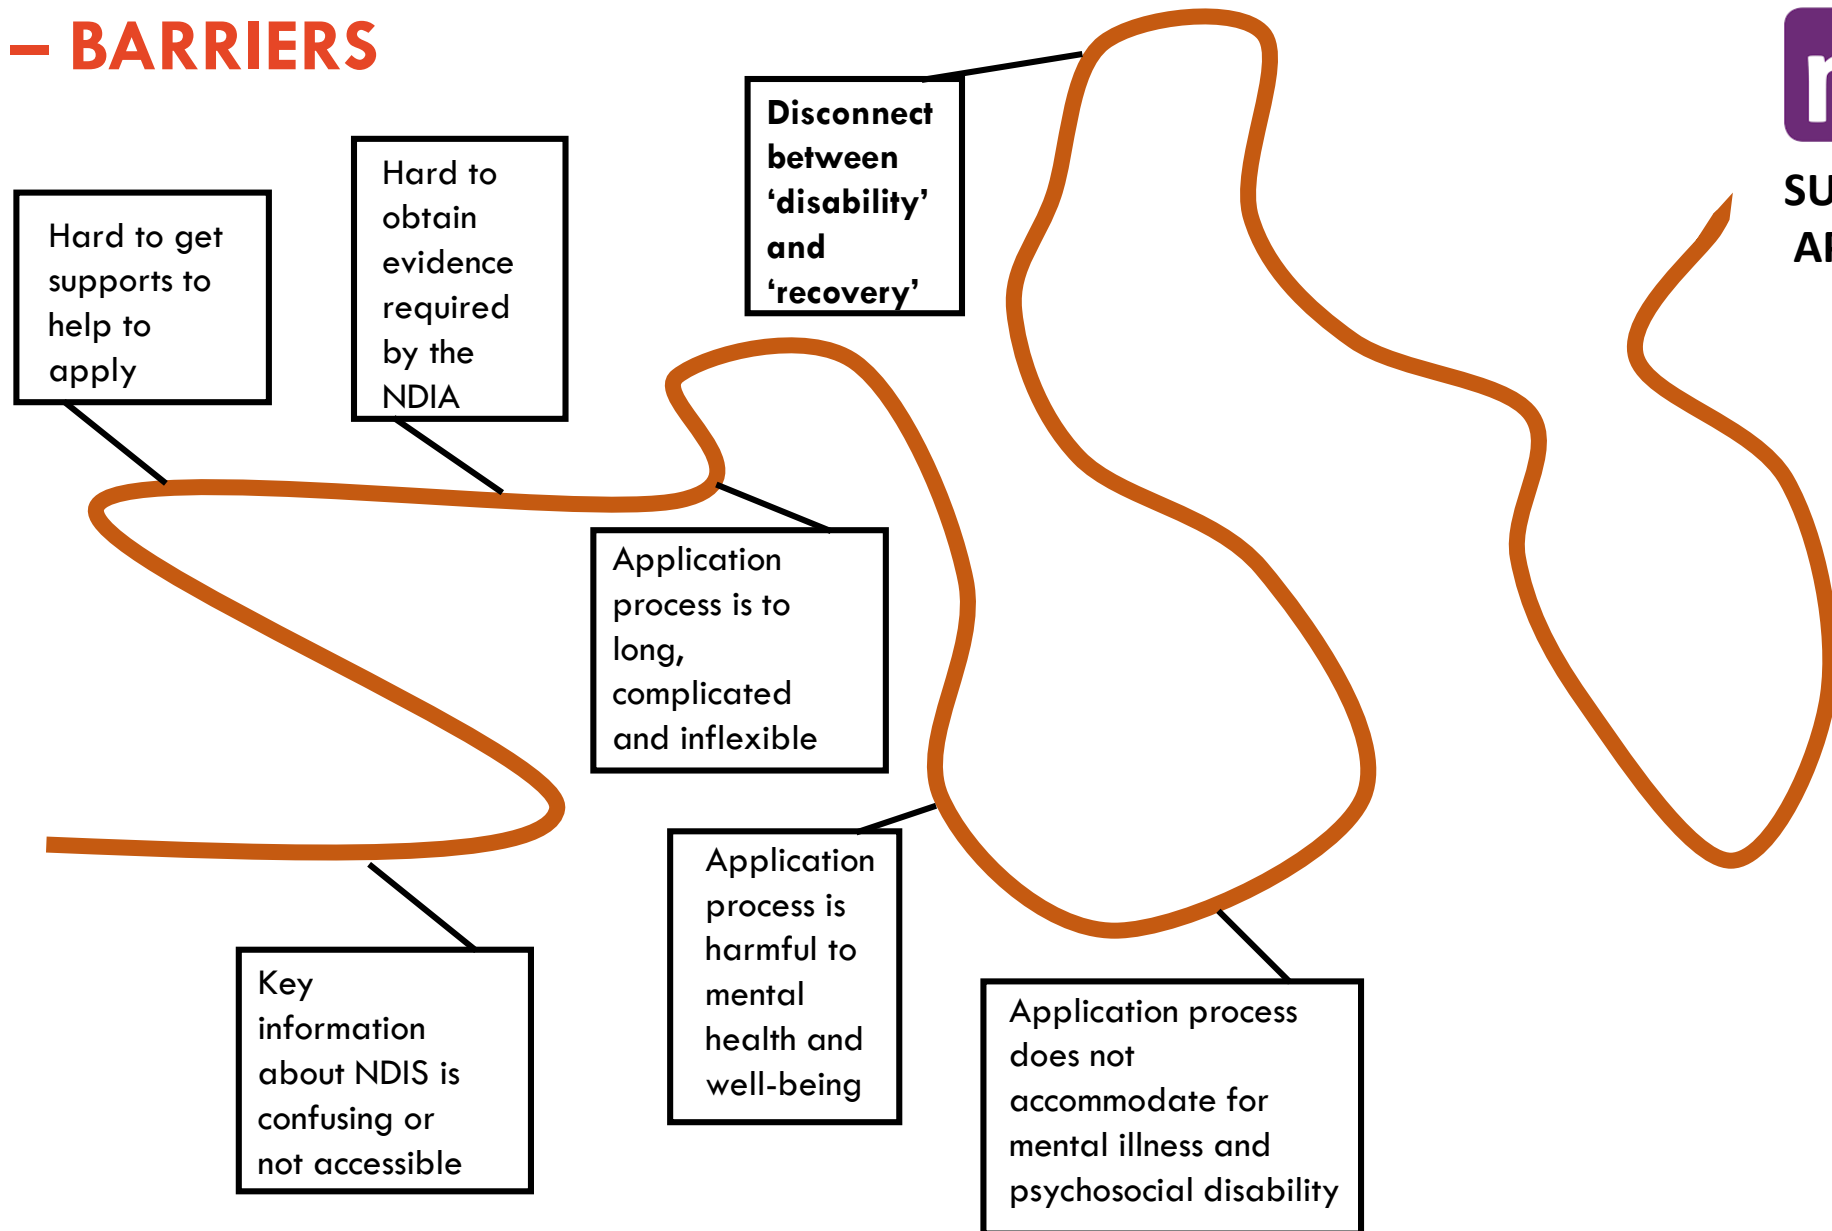 – BARRIERS
Hard to get
supports to
help to
apply
Hard to
obtain
evidence
required
by the
NDIA
Disconnect
between
‘disability’
and
‘recovery’
Application
process is to
long,
complicated
and inflexible
Key
information
about NDIS is
confusing or
not accessible
Application
process is
harmful to
mental
health and
well-being
Application process
does not
accommodate for
mental illness and
psychosocial disability